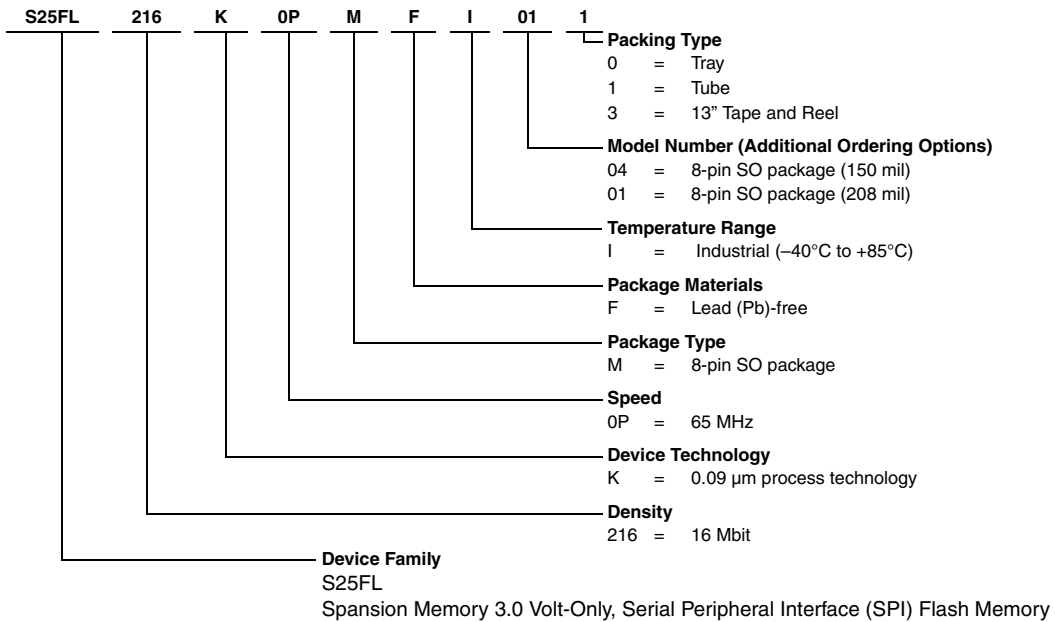 S25FL 216 K 0P M F I 01 1
Packing Type
0 = Tray
1 = Tube
3 = 13” Tape and Reel
Model Number (Additional Ordering Options)
04 = 8-pin SO package (150 mil)
01 = 8-pin SO package (208 mil)
Temperature Range
I = Industrial (–40°C to +85°C)
Package Materials
F = Lead (Pb)-free
Package Type
M = 8-pin SO package
Speed
0P = 65 MHz
Device Technology
K = 0.09 µm process technology
Density
216 = 16 Mbit
Device Family
S25FL
Spansion Memory 3.0 Volt-Only, Serial Peripheral Interface (SPI) Flash Memory